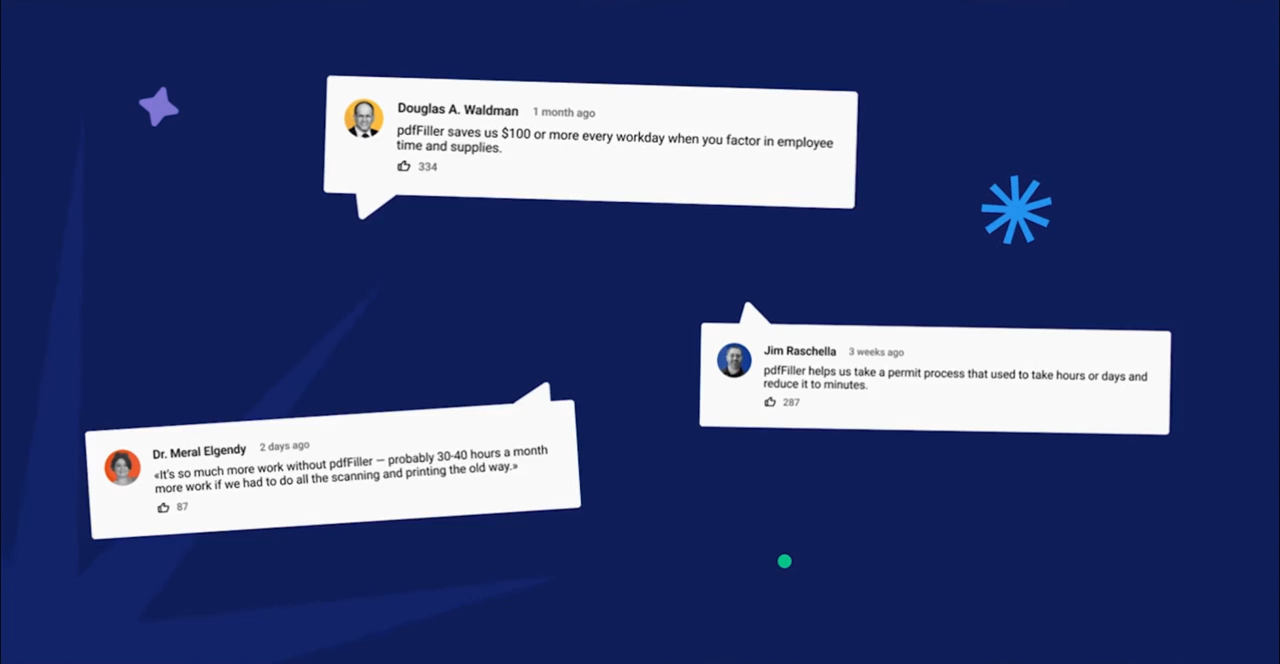 Douglas A. Waldman 1 month ago
pdfFiller saves us $100 or more every workday when you factor in employee
time and supplies.
334
Jim Raschella 3 weeks ago
pdfFiller helps us take a permit process that used to take hours or days and
reduce it to minutes.
287
Dr. Meral Elgendy 2 days ago
«It's so much more work without pdfFiller — probably 30-40 hours a month
more work if we had to do all the scanning and printing the old way.»
87